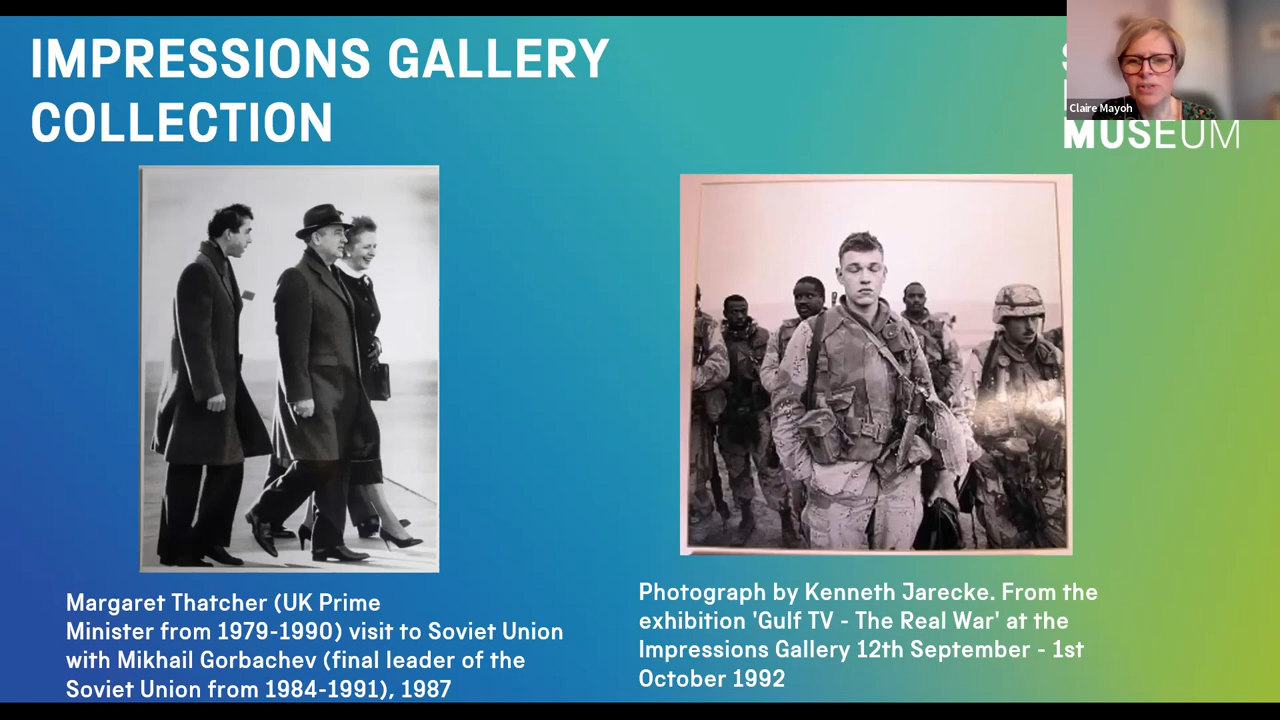 IMPRESSIONS GALLERY
COLLECTION
Claire Mayoh
MUSEUM
Margaret Thatcher (UK Prime
Minister from 1979-1990) visit to Soviet Union
with Mikhail Gorbachev (final leader of the
Soviet Union from 1984-1991), 1987
Photograph by Kenneth Jarecke. From the
exhibition 'Gulf TV - The Real War' at the
Impressions Gallery 12th September - 1st
October 1992